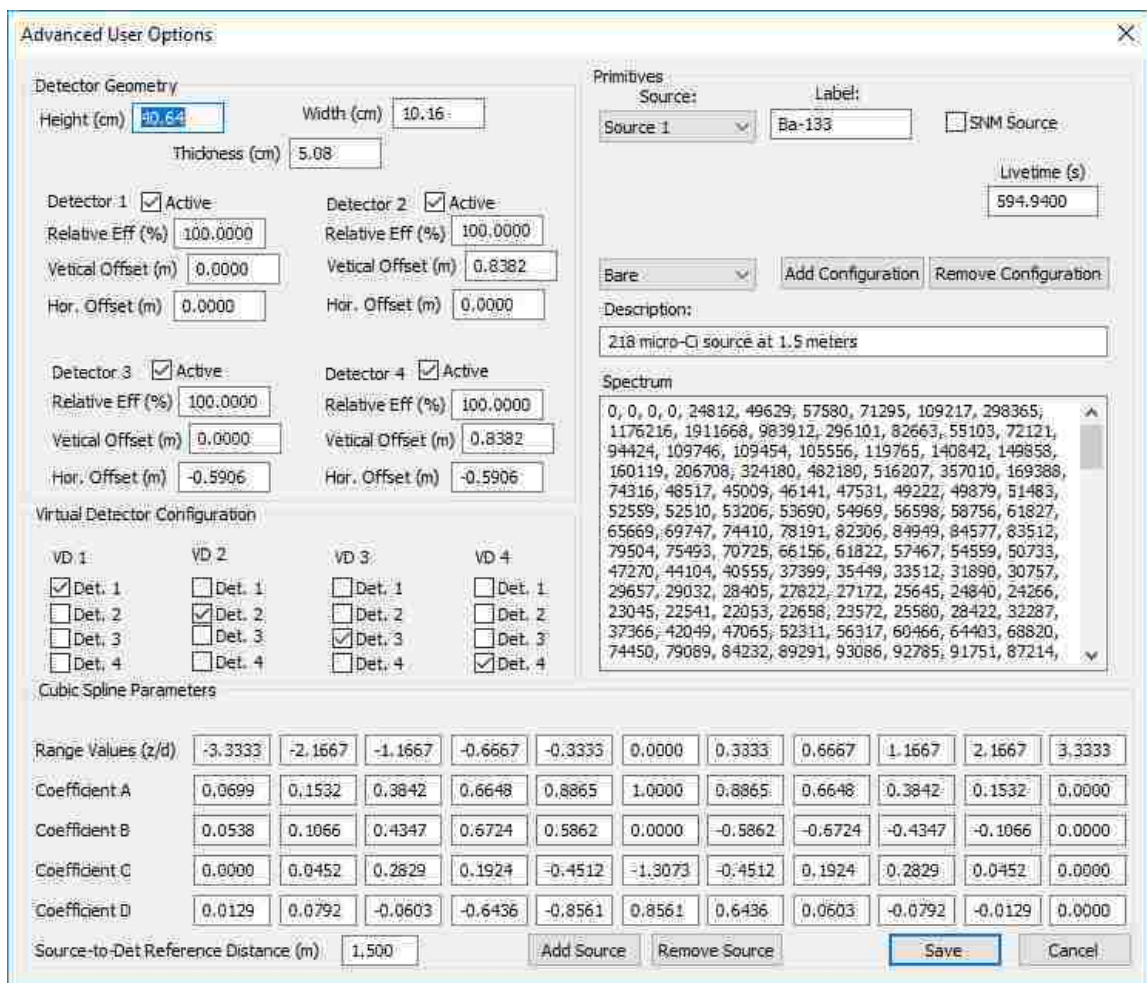 Advanced User Options
Detector Geometry
Height (cm) 40.64 Width (cm) 10.16
Thickness (cm) 5.08
Detector 1 Active Detector 2 Active
Relative Eff (%) 100.0000 Relative Eff (%) 100.0000
Vetical Offset (m) 0.0000 Vetical Offset (m) 0.8382
Hor. Offset (m) 0.0000 Hor. Offset (m) 0.0000
Detector 3 Active Detector 4 Active
Relative Eff (%) 100.0000 Relative Eff (%) 100.0000
Vetical Offset (m) 0.0000 Vetical Offset (m) 0.8382
Hor. Offset (m) -0.5906 Hor. Offset (m) -0.5906
Virtual Detector Configuration
VD 1 VD 2 VD 3 VD 4
Det. 1 Det. 1 Det. 1 Det. 1
Det. 2 Det. 2 Det. 2 Det. 2
Det. 3 Det. 3 Det. 3 Det. 3
Det. 4 Det. 4 Det. 4 Det. 4
Primitives
Source: Label:
Source 1 Ba-133 SNM Source
Livetime (s)
594.9400
Bare Add Configuration Remove Configuration
Description:
218 micro-Ci source at 1.5 meters
Spectrum
0, 0, 0, 0, 24812, 49629, 57580, 71295, 109217, 298365,
1176216, 1911668, 983912, 296101, 82663, 55103, 72121,
94424, 109746, 109454, 105556, 119765, 140842, 149858,
160119, 206708, 324180, 482180, 516207, 357010, 169388,
74316, 48517, 45009, 46141, 47531, 49222, 49879, 51483,
52559, 52510, 53206, 53690, 54969, 56598, 58756, 61827,
65669, 69747, 74410, 78191, 82306, 84949, 84577, 83512,
79504, 75493, 70725, 66156, 61822, 57467, 54559, 50733,
47270, 44104, 40555, 37399, 35449, 33512, 31890, 30757,
29657, 29032, 28405, 27822, 27172, 25645, 24840, 24266,
23045, 22541, 22053, 22658, 23572, 25580, 28422, 32287,
37366, 42049, 47065, 52311, 56317, 60466, 64403, 68820,
74450, 79089, 84232, 89291, 93086, 92785, 91751, 87214,
Cubic Spline Parameters
Range Values (z/d) -3.3333 -2.1667 -1.1667 -0.6667 -0.3333 0.0000 0.3333 0.6667 1.1667 2.1667 3.3333
Coefficient A 0.0699 0.1532 0.3842 0.6648 0.8865 1.0000 0.8865 0.6648 0.3842 0.1532 0.0000
Coefficient B 0.0538 0.1066 0.4347 0.6724 0.5862 0.0000 -0.5862 -0.6724 -0.4347 -0.1066 0.0000
Coefficient C 0.0000 0.0452 0.2829 0.1924 -0.4512 -1.3073 -0.4512 0.1924 0.2829 0.0452 0.0000
Coefficient D 0.0129 0.0792 -0.0603 -0.6436 -0.8561 0.8561 0.6436 0.0603 -0.0792 -0.0129 0.0000
Source-to-Det Reference Distance (m) 1.500 Add Source Remove Source Save Cancel